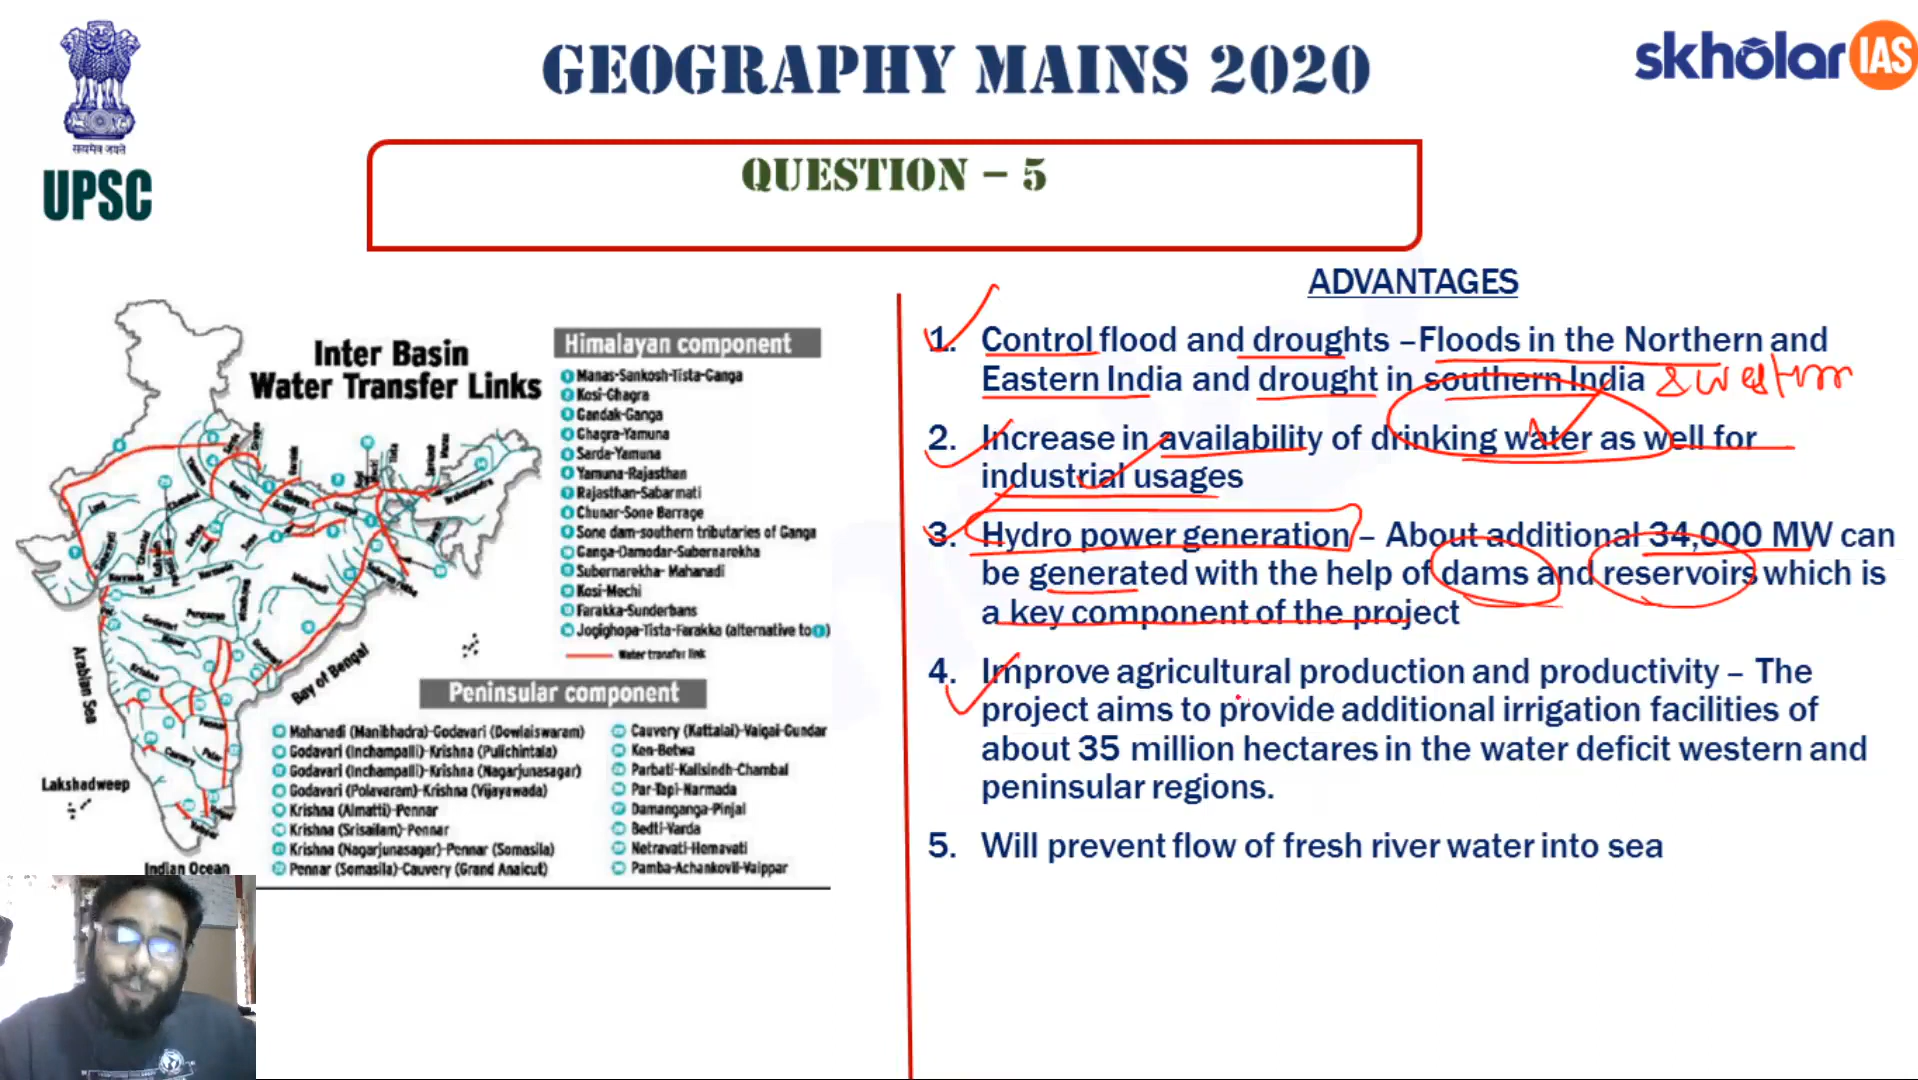 सत्यमेव जयते
UPSC
GEOGRAPHY MAINS 2020
skholar IAS
QUESTION – 5
Inter Basin
Water Transfer Links
Himalayan component
Manas-Sankosh-Tista-Ganga
Kosi-Ghagra
Gandak-Ganga
Ghagra-Yamuna
Sarda-Yamuna
Yamuna-Rajasthan
Rajasthan-Sabarmati
Chunar-Sone Barrage
Sone dam-southern tributaries of Ganga
Ganga-Damodar-Subernarekha
Subernarekha- Mahanadi
Kosi-Mechi
Farakka-Sunderbans
Jogighopa-Tista-Farakka (alternative to 1)
Water transfer link
Arabian Sea
Bay of Bengal
Lakshadweep
Indian Ocean
Peninsular component
Mahanadi (Manibhadra)-Godavari (Dowlaiswaram)
Godavari (Inchampalli)-Krishna (Pulichintala)
Godavari (Inchampalli)-Krishna (Nagarjunasagar)
Godavari (Polavaram)-Krishna (Vijayawada)
Krishna (Almatti)-Pennar
Krishna (Srisailam)-Pennar
Krishna (Nagarjunasagar)-Pennar (Somasila)
Pennar (Somasila)-Cauvery (Grand Anaicut)
Cauvery (Kattalai)-Vaigai-Gundar
Ken-Betwa
Parbati-Kalisindh-Chambal
Par-Tapi-Narmada
Damanganga-Pinjal
Bedti-Varda
Netravati-Hemavati
Pamba-Achankovil-Vaippar
ADVANTAGES
1. Control flood and droughts –Floods in the Northern and
Eastern India and drought in southern India & western
2. Increase in availability of drinking water as well for
industrial usages
3. Hydro power generation – About additional 34,000 MW can
be generated with the help of dams and reservoirs which is
a key component of the project
4. Improve agricultural production and productivity – The
project aims to provide additional irrigation facilities of
about 35 million hectares in the water deficit western and
peninsular regions.
5. Will prevent flow of fresh river water into sea